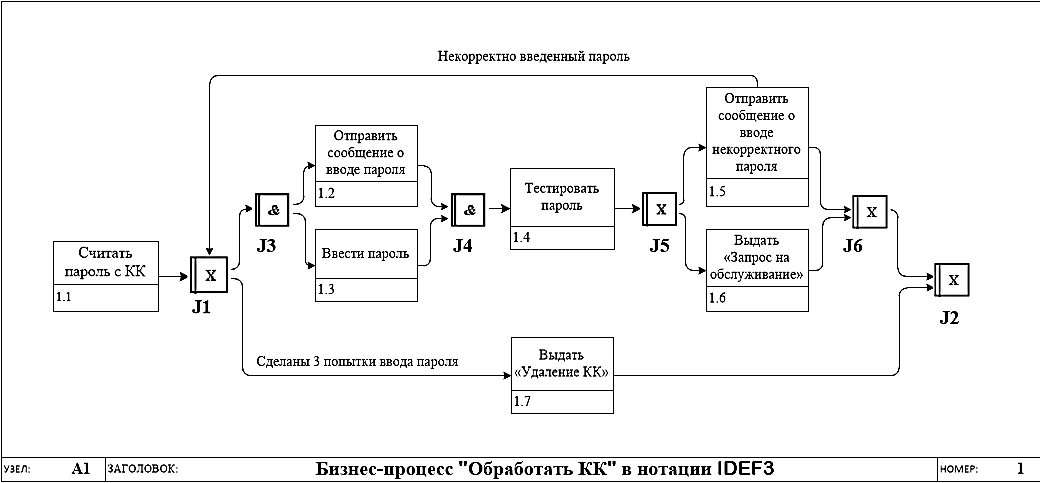 Некорректно введенный пароль
Считать
пароль с КК
1.1
X
J1
&
J3
Отправить
сообщение о
вводе пароля
1.2
Ввести пароль
1.3
&
J4
Тестировать
пароль
1.4
X
J5
Отправить
сообщение о
вводе
некорректного
пароля
1.5
Выдать
«Запрос на
обслуживание»
1.6
X
J6
X
J2
Сделаны 3 попытки ввода пароля
Выдать
«Удаление КК»
1.7
УЗЕЛ: А1 ЗАГОЛОВОК: Бизнес-процесс "Обработать КК" в нотации IDEF3 НОМЕР: 1